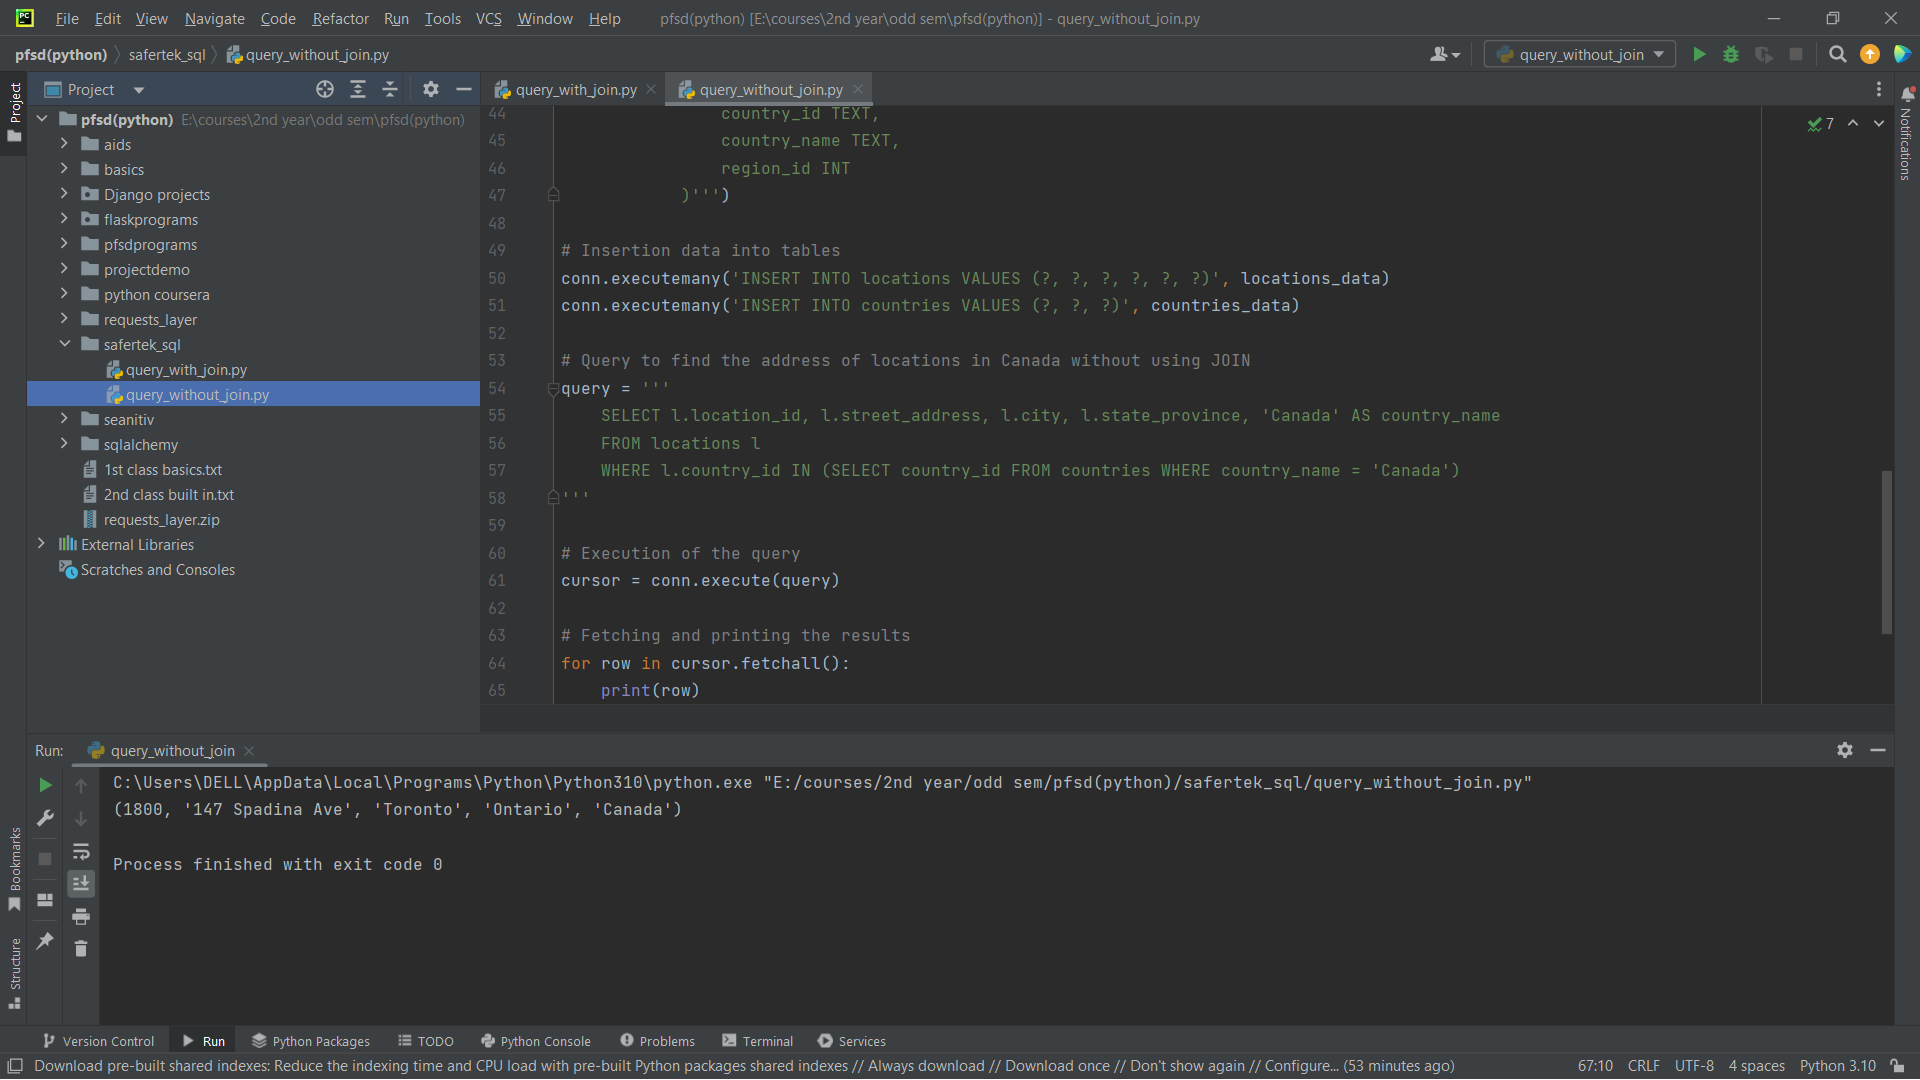 File Edit View Navigate Code Refactor Run Tools VCS Window Help pfsd(python) [E:\courses\2nd year\odd sem\pfsd(python)] - query_without_join.py
pfsd(python) safertek_sql query_without_join.py query_without_join
Project
Project
query_with_join.py query_without_join.py
Notifications
pfsd(python) E:\courses\2nd year\odd sem\pfsd(python)
aids
basics
Django projects
flaskprograms
pfsdprograms
projectdemo
python coursera
requests_layer
safertek_sql
query_with_join.py
query_without_join.py
seanitiv
sqlalchemy
1st class basics.txt
2nd class built in.txt
requests_layer.zip
External Libraries
Scratches and Consoles
7
44 country_id TEXT,
45 country_name TEXT,
46 region_id INT
47 )''')
48
49 # Insertion data into tables
50 conn.executemany('INSERT INTO locations VALUES (?, ?, ?, ?, ?, ?)', locations_data)
51 conn.executemany('INSERT INTO countries VALUES (?, ?, ?)', countries_data)
52
53 # Query to find the address of locations in Canada without using JOIN
54 query = '''
55 SELECT l.location_id, l.street_address, l.city, l.state_province, 'Canada' AS country_name
56 FROM locations l
57 WHERE l.country_id IN (SELECT country_id FROM countries WHERE country_name = 'Canada')
58 '''
59
60 # Execution of the query
61 cursor = conn.execute(query)
62
63 # Fetching and printing the results
64 for row in cursor.fetchall():
65 print(row)
Run: query_without_join
C:\Users\DELL\AppData\Local\Programs\Python\Python310\python.exe "E:/courses/2nd year/odd sem/pfsd(python)/safertek_sql/query_without_join.py"
(1800, '147 Spadina Ave', 'Toronto', 'Ontario', 'Canada')
Process finished with exit code 0
Bookmarks
Structure
Version Control Run Python Packages TODO Python Console Problems Terminal Services
Download pre-built shared indexes: Reduce the indexing time and CPU load with pre-built Python packages shared indexes // Always download // Download once // Don't show again // Configure... (53 minutes ago) 67:10 CRLF UTF-8 4 spaces Python 3.10